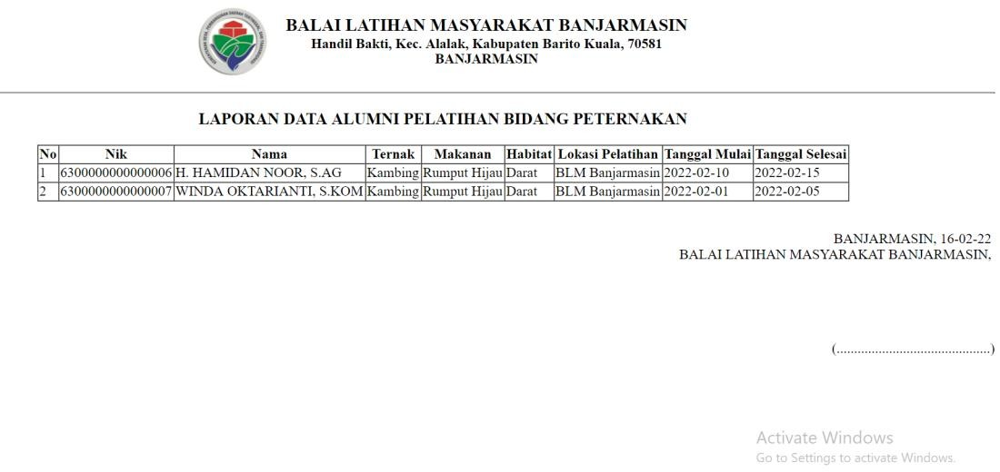 BALAI LATIHAN MASYARAKAT BANJARMASIN
Handil Bakti, Kec. Alalak, Kabupaten Barito Kuala, 70581
BANJARMASIN
LAPORAN DATA ALUMNI PELATIHAN BIDANG PETERNAKAN
No Nik Nama Ternak Makanan Habitat Lokasi Pelatihan Tanggal Mulai Tanggal Selesai
1 6300000000000006 H. HAMIDAN NOOR, S.AG Kambing Rumput Hijau Darat BLM Banjarmasin 2022-02-10 2022-02-15
2 6300000000000007 WINDA OKTARIANTI, S.KOM Kambing Rumput Hijau Darat BLM Banjarmasin 2022-02-01 2022-02-05
BANJARMASIN, 16-02-22
BALAI LATIHAN MASYARAKAT BANJARMASIN,
(.............................................)
Activate Windows
Go to Settings to activate Windows.